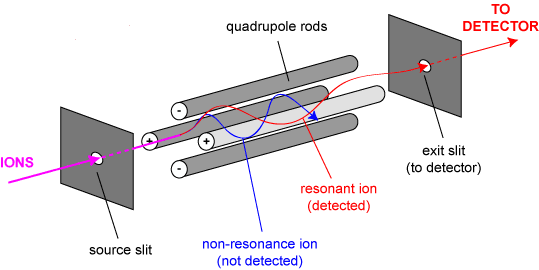 TO
DETECTOR
quadrupole rods
-
+
+
-
IONS
exit slit
(to detector)
resonant ion
(detected)
source slit
non-resonance ion
(not detected)